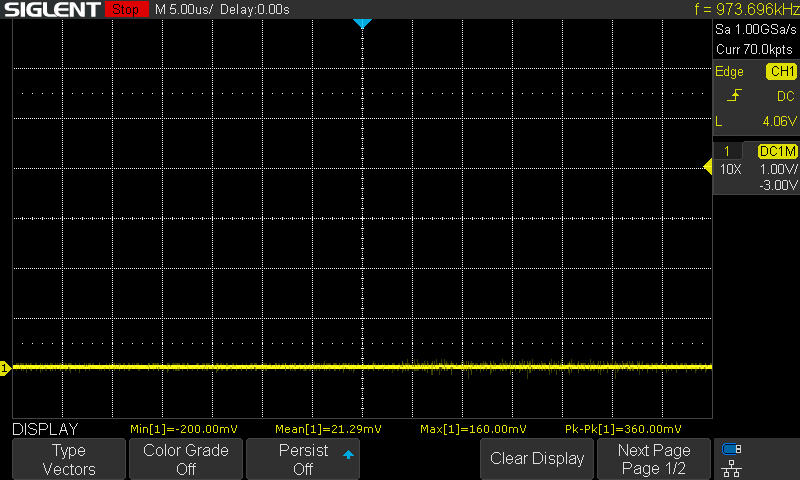 SIGLENT Stop M 5.00us/ Delay:0.00s f = 973.696kHz
Sa 1.00GSa/s
Curr 70.0kpts
Edge CH1
DC
L 4.06V
1 DC1M
10X 1.00V/
-3.00V
1
DISPLAY Min[1]=-200.00mV Mean[1]=21.29mV Max[1]=160.00mV Pk-Pk[1]=360.00mV
Type Color Grade Persist Clear Display Next Page
Vectors Off Off Page 1/2